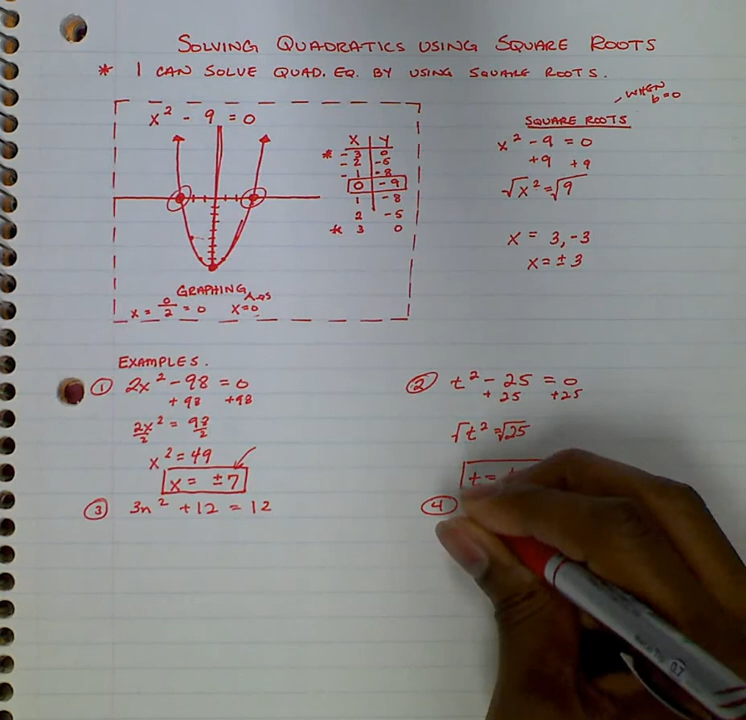 SOLVING QUADRATICS USING SQUARE ROOTS
* I CAN SOLVE QUAD. EQ. BY USING SQUARE ROOTS.
x² - 9 = 0
X Y
* -3 0
-2 -5
-1 -8
0 -9
1 -8
2 -5
* 3 0
GRAPHING
AOS
x = 0/2 = 0 x=0
- WHEN b=0
SQUARE ROOTS
x² - 9 = 0
+9 +9
√x² = √9
x = 3, -3
x = ± 3
EXAMPLES.
① 2x² - 98 = 0
+98 +98
2x²/2 = 98/2
x² = 49
x = ±7
② t² - 25 = 0
+25 +25
√t² = √25
t =
③ 3n² + 12 = 12
④